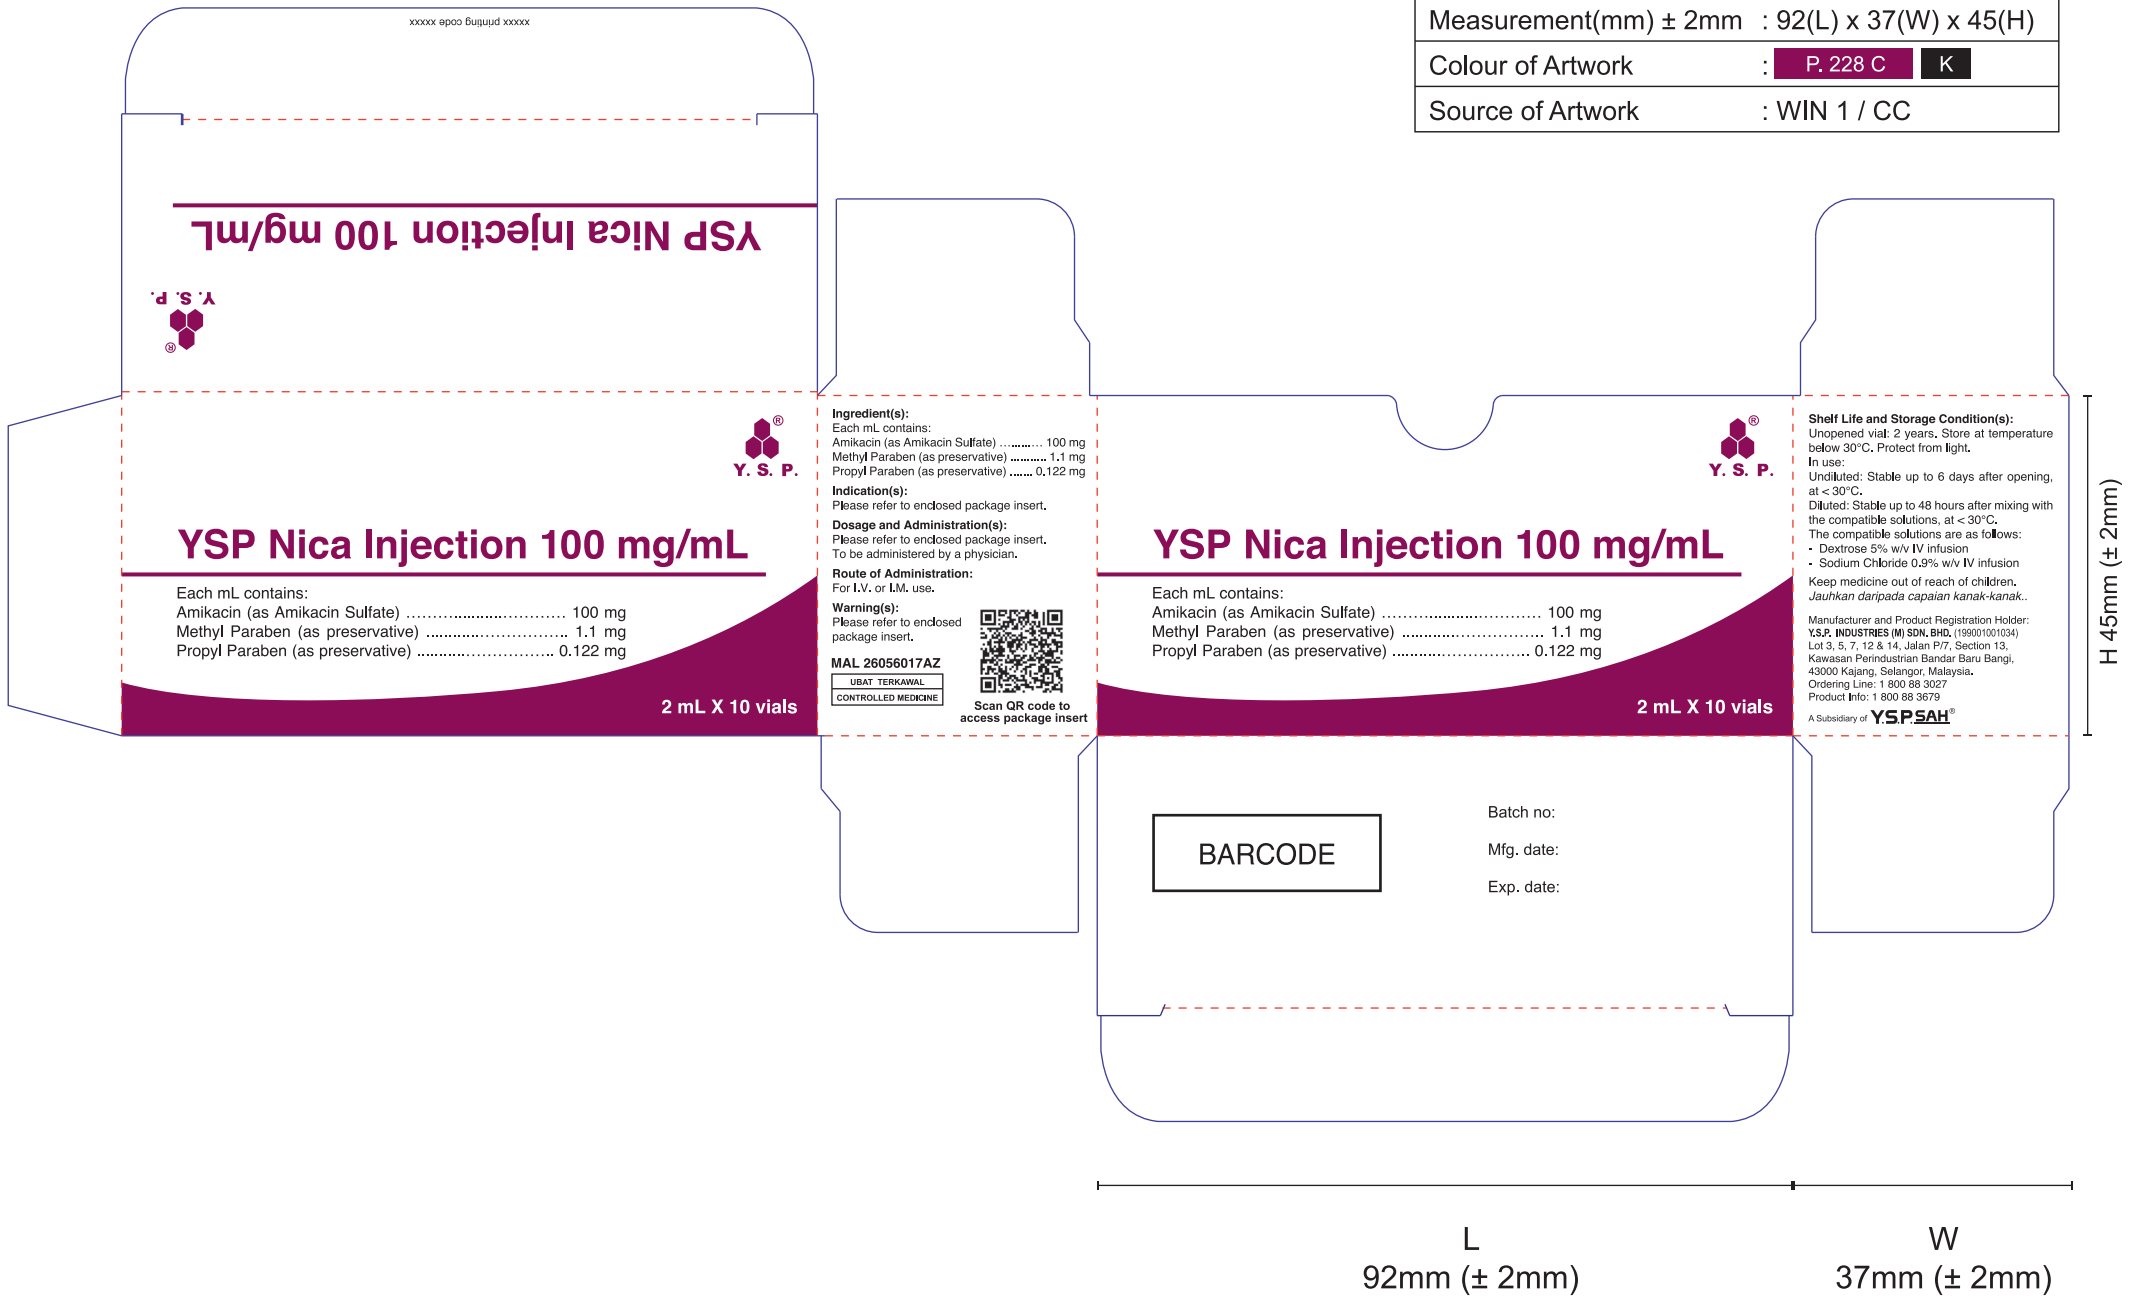 xxxxx printing code xxxxx
Measurement(mm) ± 2mm : 92(L) x 37(W) x 45(H)
Colour of Artwork : P. 228 C K
Source of Artwork : WIN 1 / CC
YSP Nica Injection 100 mg/mL
Y. S. P.
®
®
Y. S. P.
YSP Nica Injection 100 mg/mL
Each mL contains:
Amikacin (as Amikacin Sulfate) ............................ 100 mg
Methyl Paraben (as preservative) ............................ 1.1 mg
Propyl Paraben (as preservative) ............................ 0.122 mg
2 mL X 10 vials
Ingredient(s):
Each mL contains:
Amikacin (as Amikacin Sulfate) ........... 100 mg
Methyl Paraben (as preservative) .......... 1.1 mg
Propyl Paraben (as preservative) ...... 0.122 mg
Indication(s):
Please refer to enclosed package insert.
Dosage and Administration(s):
Please refer to enclosed package insert.
To be administered by a physician.
Route of Administration:
For I.V. or I.M. use.
Warning(s):
Please refer to enclosed
package insert.
MAL 26056017AZ
UBAT TERKAWAL
CONTROLLED MEDICINE
Scan QR code to
access package insert
®
Y. S. P.
YSP Nica Injection 100 mg/mL
Each mL contains:
Amikacin (as Amikacin Sulfate) ............................ 100 mg
Methyl Paraben (as preservative) ............................ 1.1 mg
Propyl Paraben (as preservative) ............................ 0.122 mg
2 mL X 10 vials
Shelf Life and Storage Condition(s):
Unopened vial: 2 years. Store at temperature
below 30°C. Protect from light.
In use:
Undiluted: Stable up to 6 days after opening,
at < 30°C.
Diluted: Stable up to 48 hours after mixing with
the compatible solutions, at < 30°C.
The compatible solutions are as follows:
- Dextrose 5% w/v IV infusion
- Sodium Chloride 0.9% w/v IV infusion
Keep medicine out of reach of children.
Jauhkan daripada capaian kanak-kanak..
Manufacturer and Product Registration Holder:
Y.S.P. INDUSTRIES (M) SDN. BHD. (199001001034)
Lot 3, 5, 7, 12 & 14, Jalan P/7, Section 13,
Kawasan Perindustrian Bandar Baru Bangi,
43000 Kajang, Selangor, Malaysia.
Ordering Line: 1 800 88 3027
Product Info: 1 800 88 3679
A Subsidiary of Y.S.P.SAH®
H 45mm (± 2mm)
BARCODE
Batch no:
Mfg. date:
Exp. date:
L
92mm (± 2mm)
W
37mm (± 2mm)